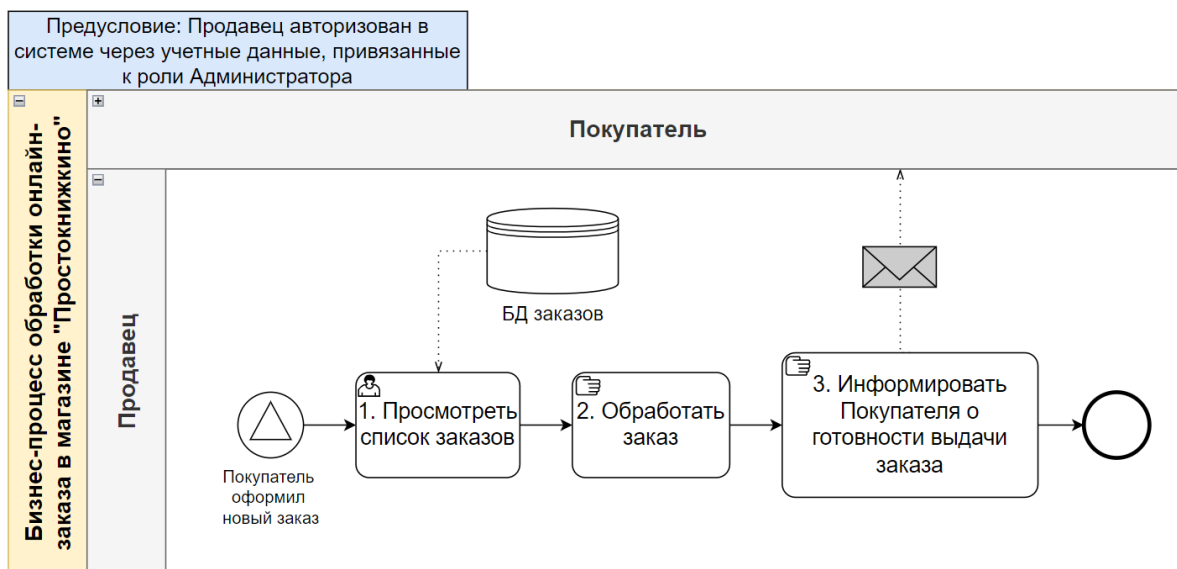 Предусловие: Продавец авторизован в
системе через учетные данные, привязанные
к роли Администратора
Бизнес-процесс обработки онлайн-
заказа в магазине "Простокнижкино"
Покупатель
Продавец
БД заказов
Покупатель
оформил
новый заказ
1. Просмотреть
список заказов
2. Обработать
заказ
3. Информировать
Покупателя о
готовности выдачи
заказа